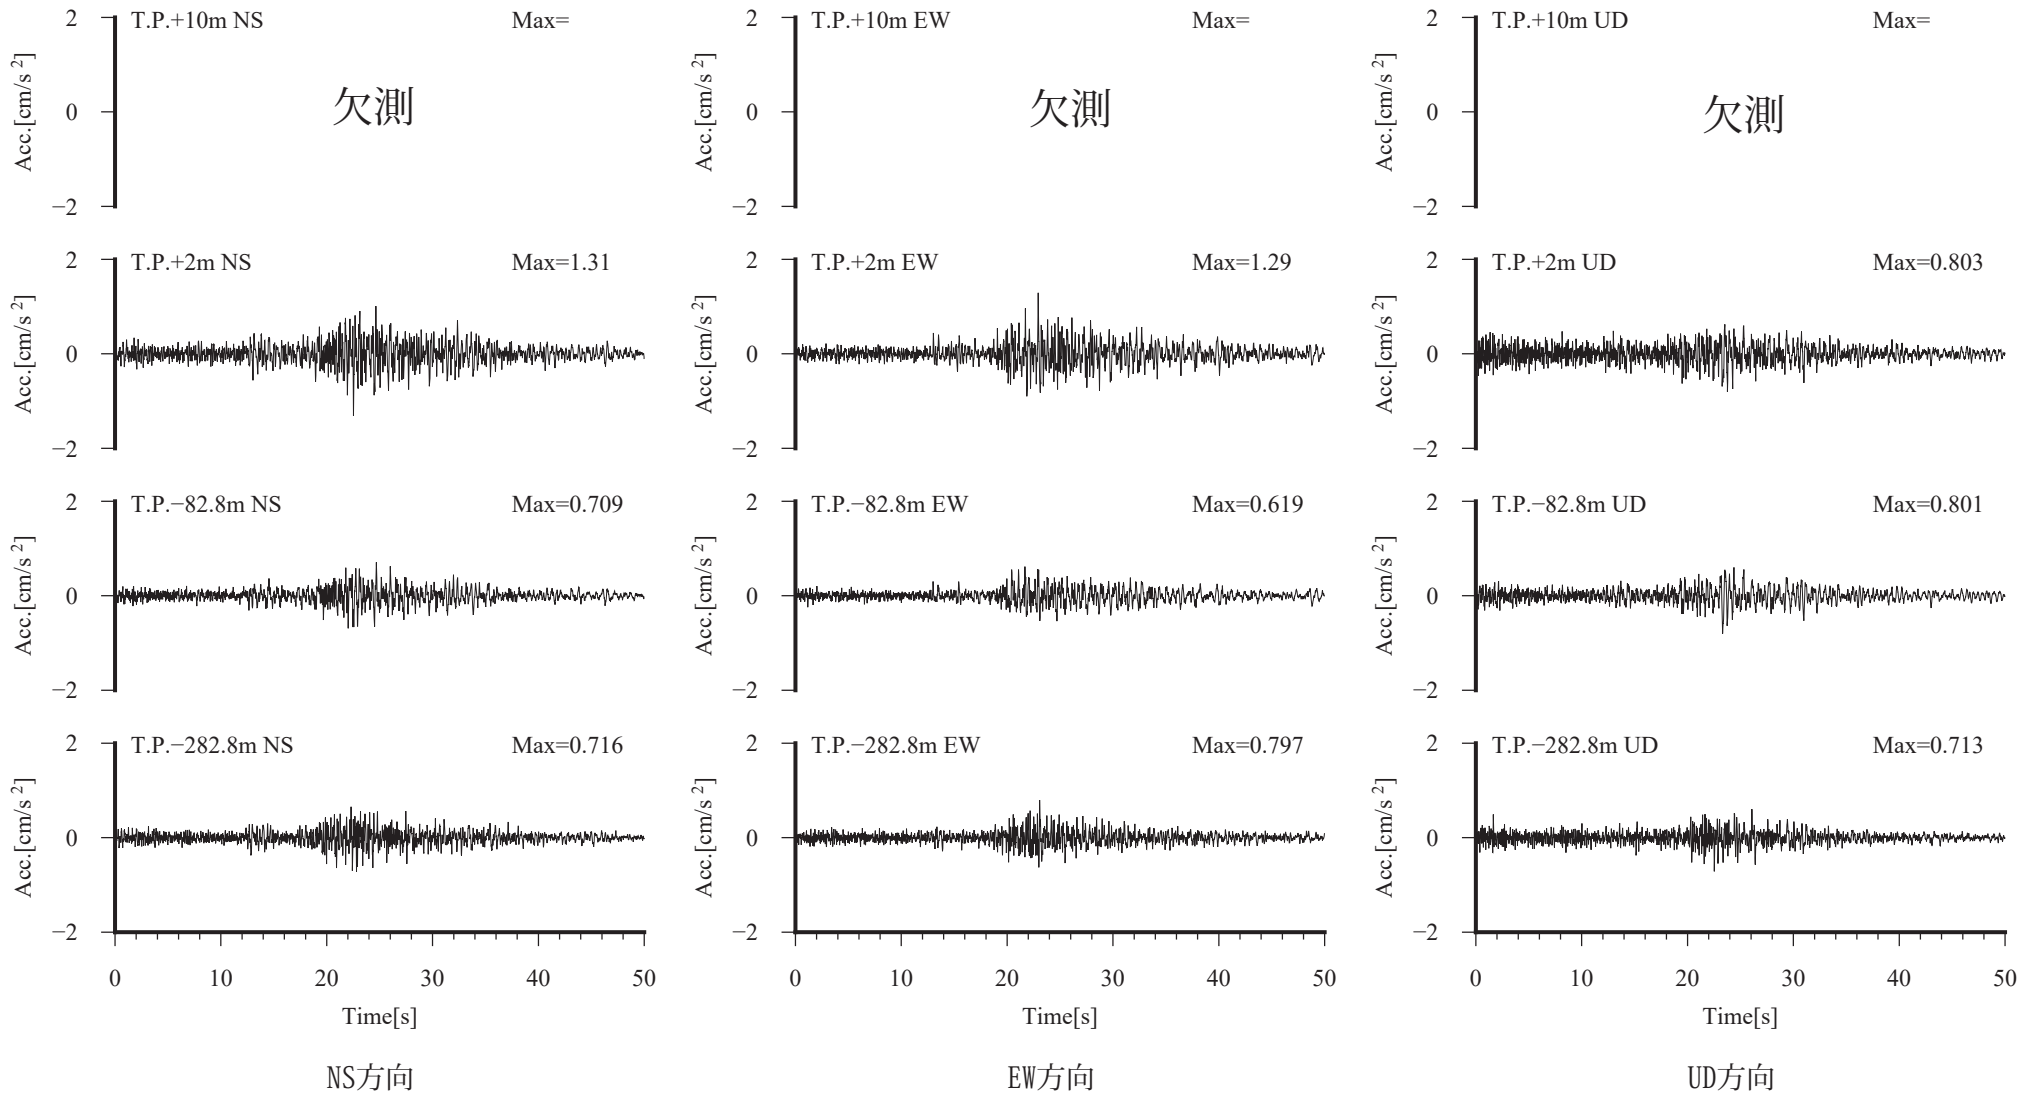 T.P.+10m NS Max=
2
0
−2
Acc.[cm/s²]
欠測
T.P.+10m EW Max=
2
0
−2
Acc.[cm/s²]
欠測
T.P.+10m UD Max=
2
0
−2
Acc.[cm/s²]
欠測
T.P.+2m NS Max=1.31
2
0
−2
Acc.[cm/s²]
T.P.+2m EW Max=1.29
2
0
−2
Acc.[cm/s²]
T.P.+2m UD Max=0.803
2
0
−2
Acc.[cm/s²]
T.P.−82.8m NS Max=0.709
2
0
−2
Acc.[cm/s²]
T.P.−82.8m EW Max=0.619
2
0
−2
Acc.[cm/s²]
T.P.−82.8m UD Max=0.801
2
0
−2
Acc.[cm/s²]
T.P.−282.8m NS Max=0.716
2
0
−2
Acc.[cm/s²]
T.P.−282.8m EW Max=0.797
2
0
−2
Acc.[cm/s²]
T.P.−282.8m UD Max=0.713
2
0
−2
Acc.[cm/s²]
0 10 20 30 40 50
Time[s]
0 10 20 30 40 50
Time[s]
0 10 20 30 40 50
Time[s]
NS方向
EW方向
UD方向